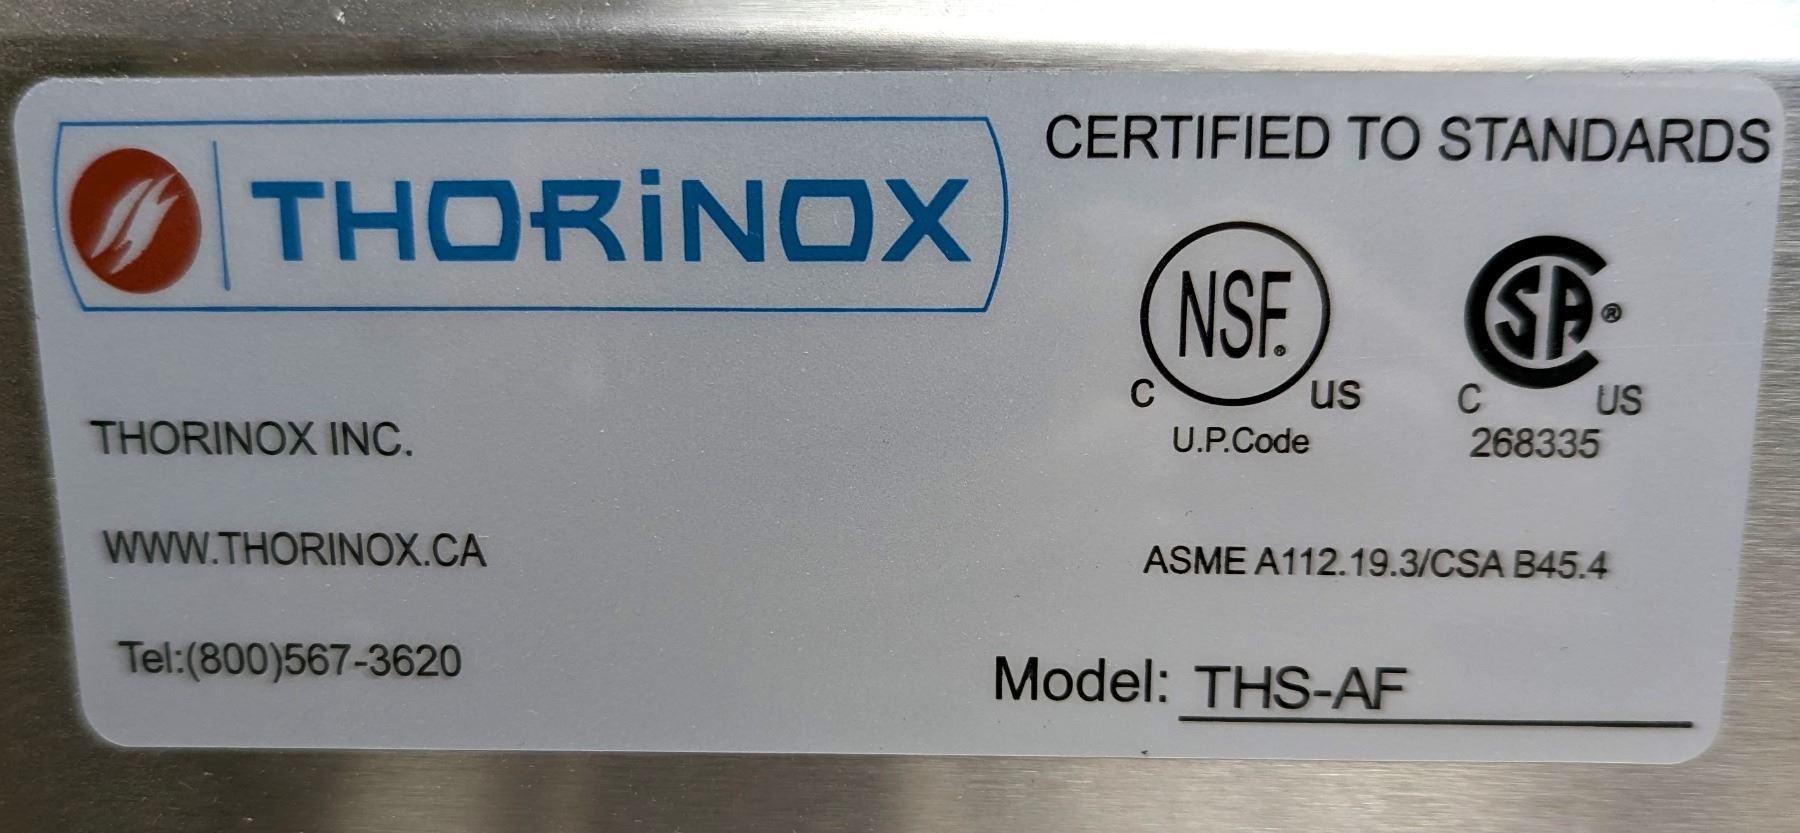 THORiNOX
THORINOX INC.
WWW.THORINOX.CA
Tel:(800)567-3620
CERTIFIED TO STANDARDS
NSF®
C US
U.P.Code
CSA®
C US
268335
ASME A112.19.3/CSA B45.4
Model: THS-AF